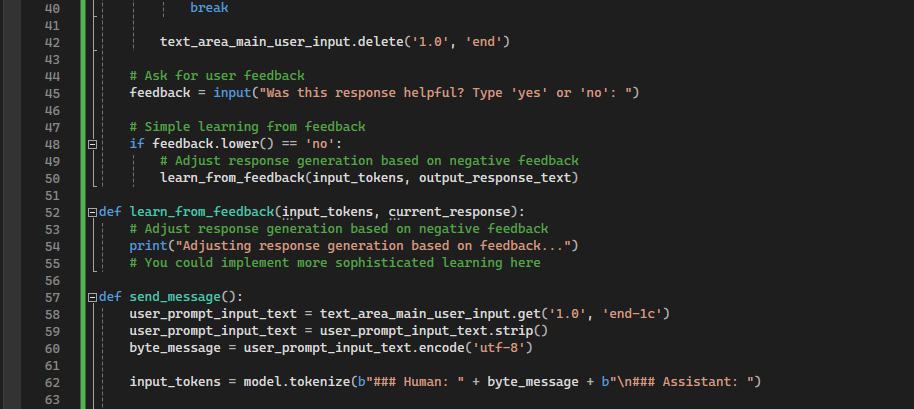 40 break
41
42 text_area_main_user_input.delete('1.0', 'end')
43
44 # Ask for user feedback
45 feedback = input("Was this response helpful? Type 'yes' or 'no': ")
46
47 # Simple learning from feedback
48 if feedback.lower() == 'no':
49 # Adjust response generation based on negative feedback
50 learn_from_feedback(input_tokens, output_response_text)
51
52 def learn_from_feedback(input_tokens, current_response):
53 # Adjust response generation based on negative feedback
54 print("Adjusting response generation based on feedback...")
55 # You could implement more sophisticated learning here
56
57 def send_message():
58 user_prompt_input_text = text_area_main_user_input.get('1.0', 'end-1c')
59 user_prompt_input_text = user_prompt_input_text.strip()
60 byte_message = user_prompt_input_text.encode('utf-8')
61
62 input_tokens = model.tokenize(b"### Human: " + byte_message + b"\n### Assistant: ")
63